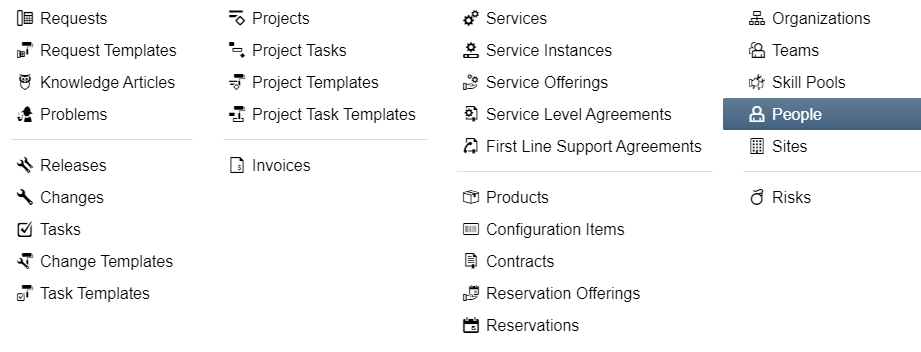 Requests
Request Templates
Knowledge Articles
Problems
Releases
Changes
Tasks
Change Templates
Task Templates
Projects
Project Tasks
Project Templates
Project Task Templates
Invoices
Services
Service Instances
Service Offerings
Service Level Agreements
First Line Support Agreements
Products
Configuration Items
Contracts
Reservation Offerings
Reservations
Organizations
Teams
Skill Pools
People
Sites
Risks